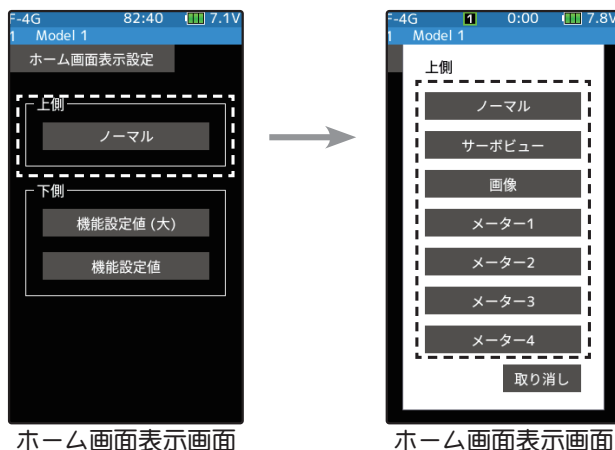 F-4G 82:40 7.1V
1 Model 1
ホーム画面表示設定
上側
ノーマル
下側
機能設定値 (大)
機能設定値
ホーム画面表示画面
F-4G 1 0:00 7.8V
1 Model 1
上側
ノーマル
サーボビュー
画像
メーター1
メーター2
メーター3
メーター4
取り消し
ホーム画面表示画面